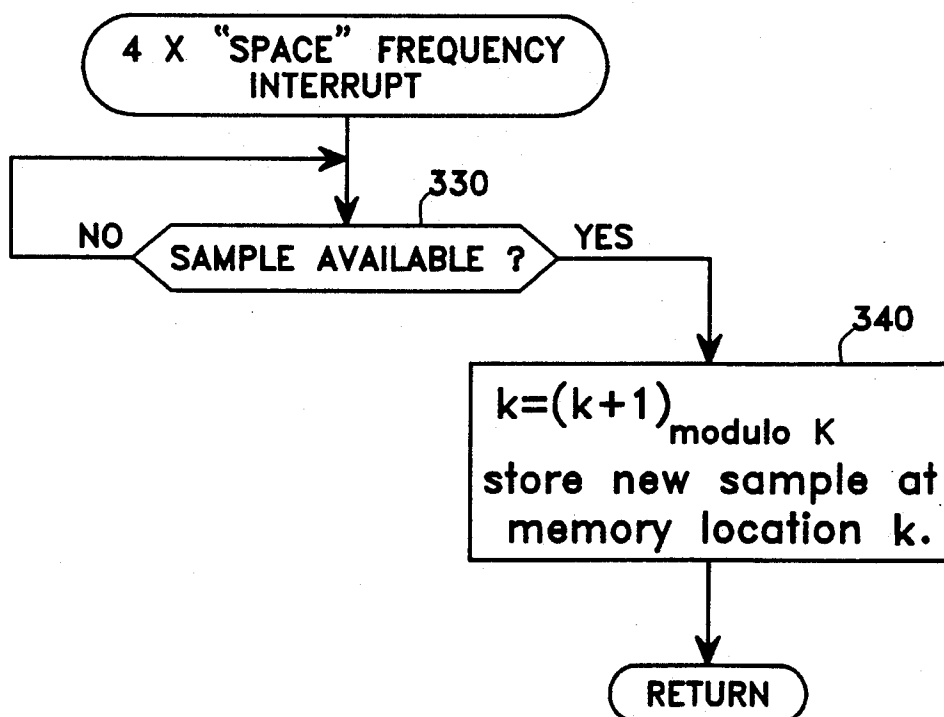 4 X “SPACE” FREQUENCY
INTERRUPT
330
NO
SAMPLE AVAILABLE ?
YES
340
k=(k+1) modulo K
store new sample at
memory location k.
RETURN